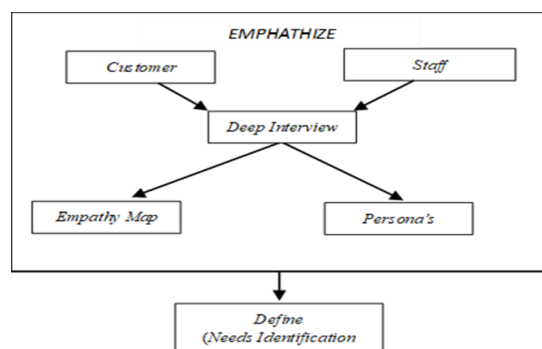 EMPHATHIZE
Customer
Staff
Deep Interview
Empathy Map
Persona's
Define
(Needs Identification